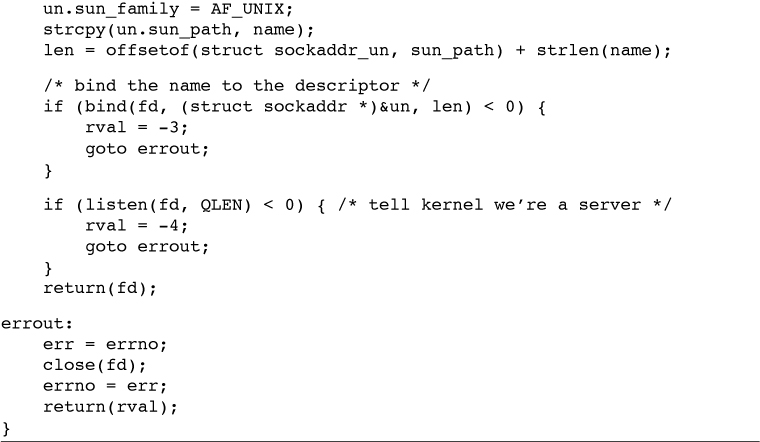 un.sun_family = AF_UNIX;
strcpy(un.sun_path, name);
len = offsetof(struct sockaddr_un, sun_path) + strlen(name);
/* bind the name to the descriptor */
if (bind(fd, (struct sockaddr *)&un, len) < 0) {
rval = -3;
goto errout;
}
if (listen(fd, QLEN) < 0) { /* tell kernel we’re a server */
rval = -4;
goto errout;
}
return(fd);
errout:
err = errno;
close(fd);
errno = err;
return(rval);
}